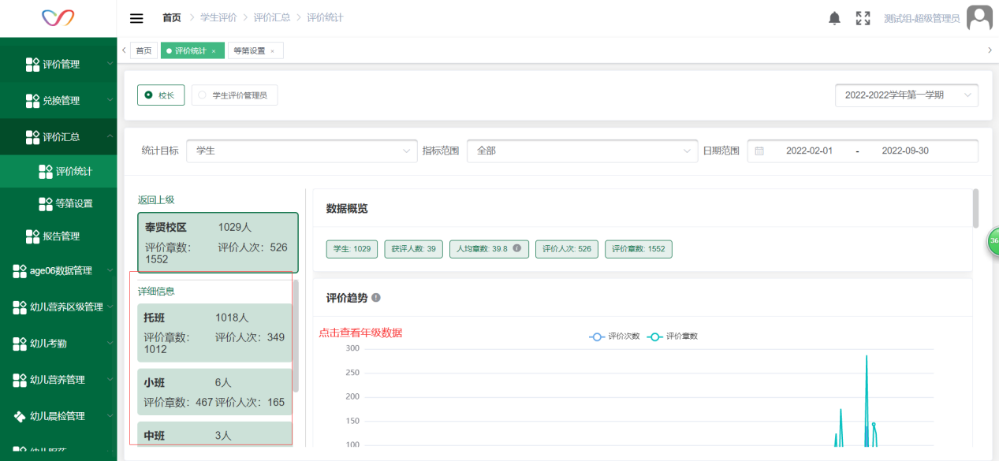 首页 > 学生评价 > 评价汇总 > 评价统计
测试组-超级管理员
首页
评价统计 ×
等第设置 ×
评价管理
兑换管理
评价汇总
评价统计
等第设置
报告管理
age06数据管理
幼儿营养区级管理
幼儿考勤
幼儿营养管理
幼儿晨检管理
校长
学生评价管理员
2022-2022学年第一学期
统计目标
学生
指标范围
全部
日期范围
2022-02-01 - 2022-09-30
返回上级
奉贤校区 1029人
评价章数: 评价人次: 526
1552
详细信息
托班 1018人
评价章数: 评价人次: 349
1012
小班 6人
评价章数: 467 评价人次: 165
中班 3人
数据概览
学生: 1029
获评人数: 39
人均章数: 39.8
评价人次: 526
评价章数: 1552
评价趋势
点击查看年级数据
评价次数
评价章数
300
250
200
150
100
36